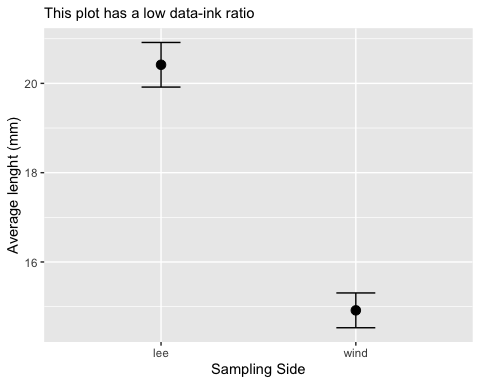 This plot has a low data-ink ratio
Average lenght (mm)
20
18
16
lee
wind
Sampling Side